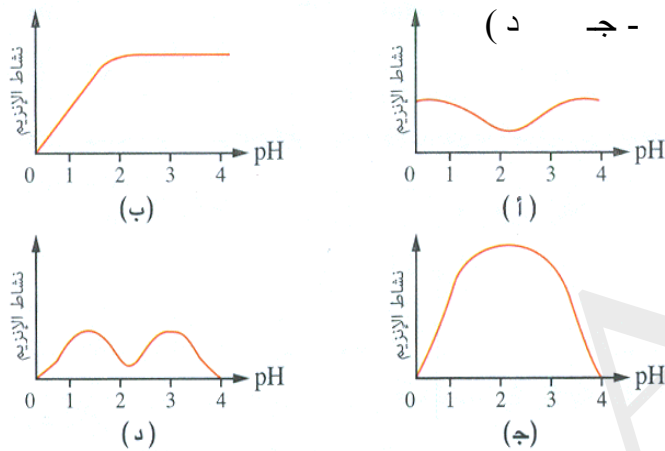 - جـ د )
نشاط الإنزيم
pH
0 1 2 3 4
(أ)
نشاط الإنزيم
pH
0 1 2 3 4
(ب)
نشاط الإنزيم
pH
0 1 2 3 4
(ج)
نشاط الإنزيم
pH
0 1 2 3 4
(د)